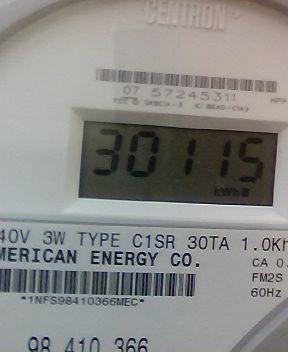 CENTRON®
07 57245311
30115
kWh
40V 3W TYPE C1SR 30TA 1.0Kh
MERICAN ENERGY CO.
CA 0.
FM2S
60Hz
*1NFS98410366MEC*
98 410 366